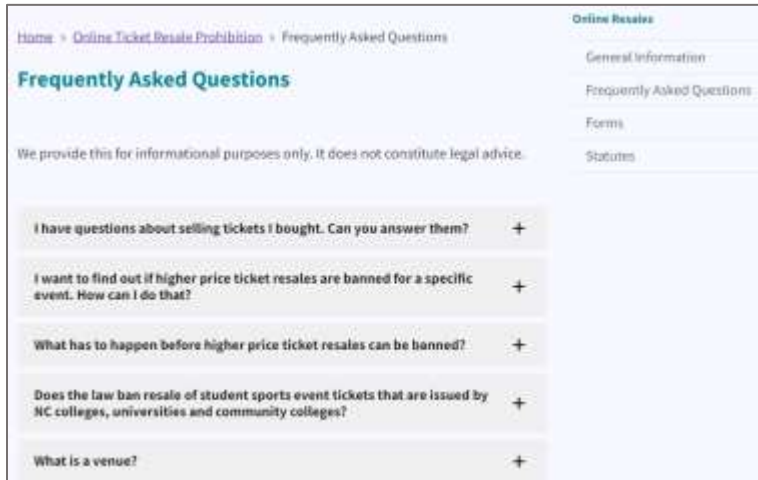 Home > Online Ticket Resale Prohibition > Frequently Asked Questions
Frequently Asked Questions
We provide this for informational purposes only. It does not constitute legal advice.
I have questions about selling tickets I bought. Can you answer them? +
I want to find out if higher price ticket resales are banned for a specific
event. How can I do that? +
What has to happen before higher price ticket resales can be banned? +
Does the law ban resale of student sports event tickets that are issued by
NC colleges, universities and community colleges? +
What is a venue? +
Online Resales
General Information
Frequently Asked Questions
Forms
Statutes